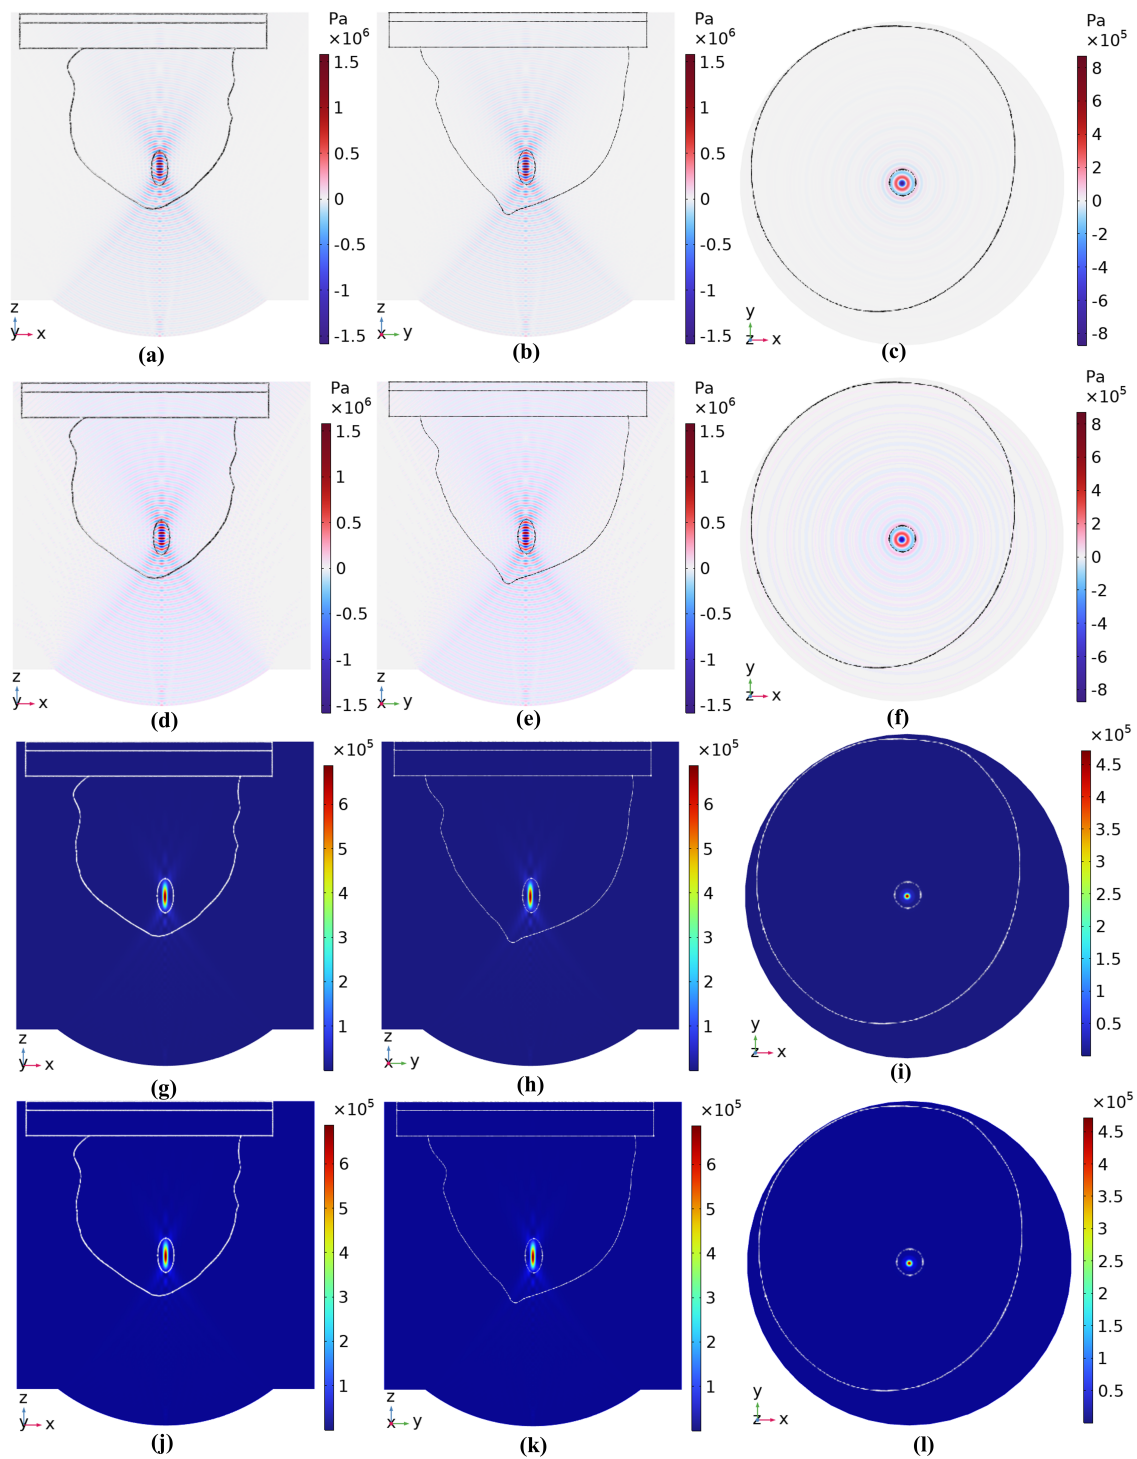 Pa
×10⁶
1.5
1
0.5
0
-0.5
-1
-1.5
z
y x
(a)
Pa
×10⁶
1.5
1
0.5
0
-0.5
-1
-1.5
z
x y
(b)
Pa
×10⁵
8
6
4
2
0
-2
-4
-6
-8
y
z x
(c)
Pa
×10⁶
1.5
1
0.5
0
-0.5
-1
-1.5
z
y x
(d)
Pa
×10⁶
1.5
1
0.5
0
-0.5
-1
-1.5
z
x y
(e)
Pa
×10⁵
8
6
4
2
0
-2
-4
-6
-8
y
z x
(f)
×10⁵
6
5
4
3
2
1
z
y x
(g)
×10⁵
6
5
4
3
2
1
z
x y
(h)
×10⁵
4.5
4
3.5
3
2.5
2
1.5
1
0.5
y
z x
(i)
×10⁵
6
5
4
3
2
1
z
y x
(j)
×10⁵
6
5
4
3
2
1
z
x y
(k)
×10⁵
4.5
4
3.5
3
2.5
2
1.5
1
0.5
y
z x
(l)